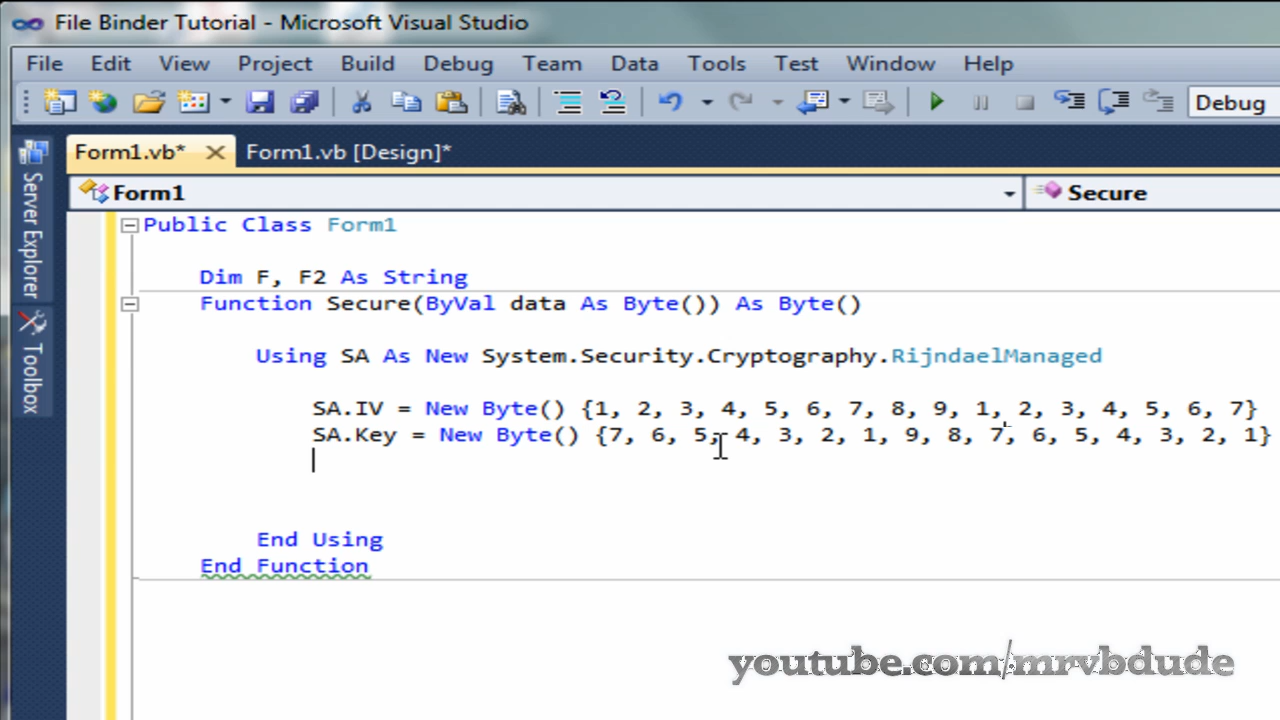 File Binder Tutorial - Microsoft Visual Studio
File Edit View Project Build Debug Team Data Tools Test Window Help
Debug
Server Explorer
Toolbox
Form1.vb* Form1.vb [Design]*
Form1 Secure
Public Class Form1
Dim F, F2 As String
Function Secure(ByVal data As Byte()) As Byte()
Using SA As New System.Security.Cryptography.RijndaelManaged
SA.IV = New Byte() {1, 2, 3, 4, 5, 6, 7, 8, 9, 1, 2, 3, 4, 5, 6, 7}
SA.Key = New Byte() {7, 6, 5, 4, 3, 2, 1, 9, 8, 7, 6, 5, 4, 3, 2, 1}
End Using
End Function
youtube.com/mrvbdude